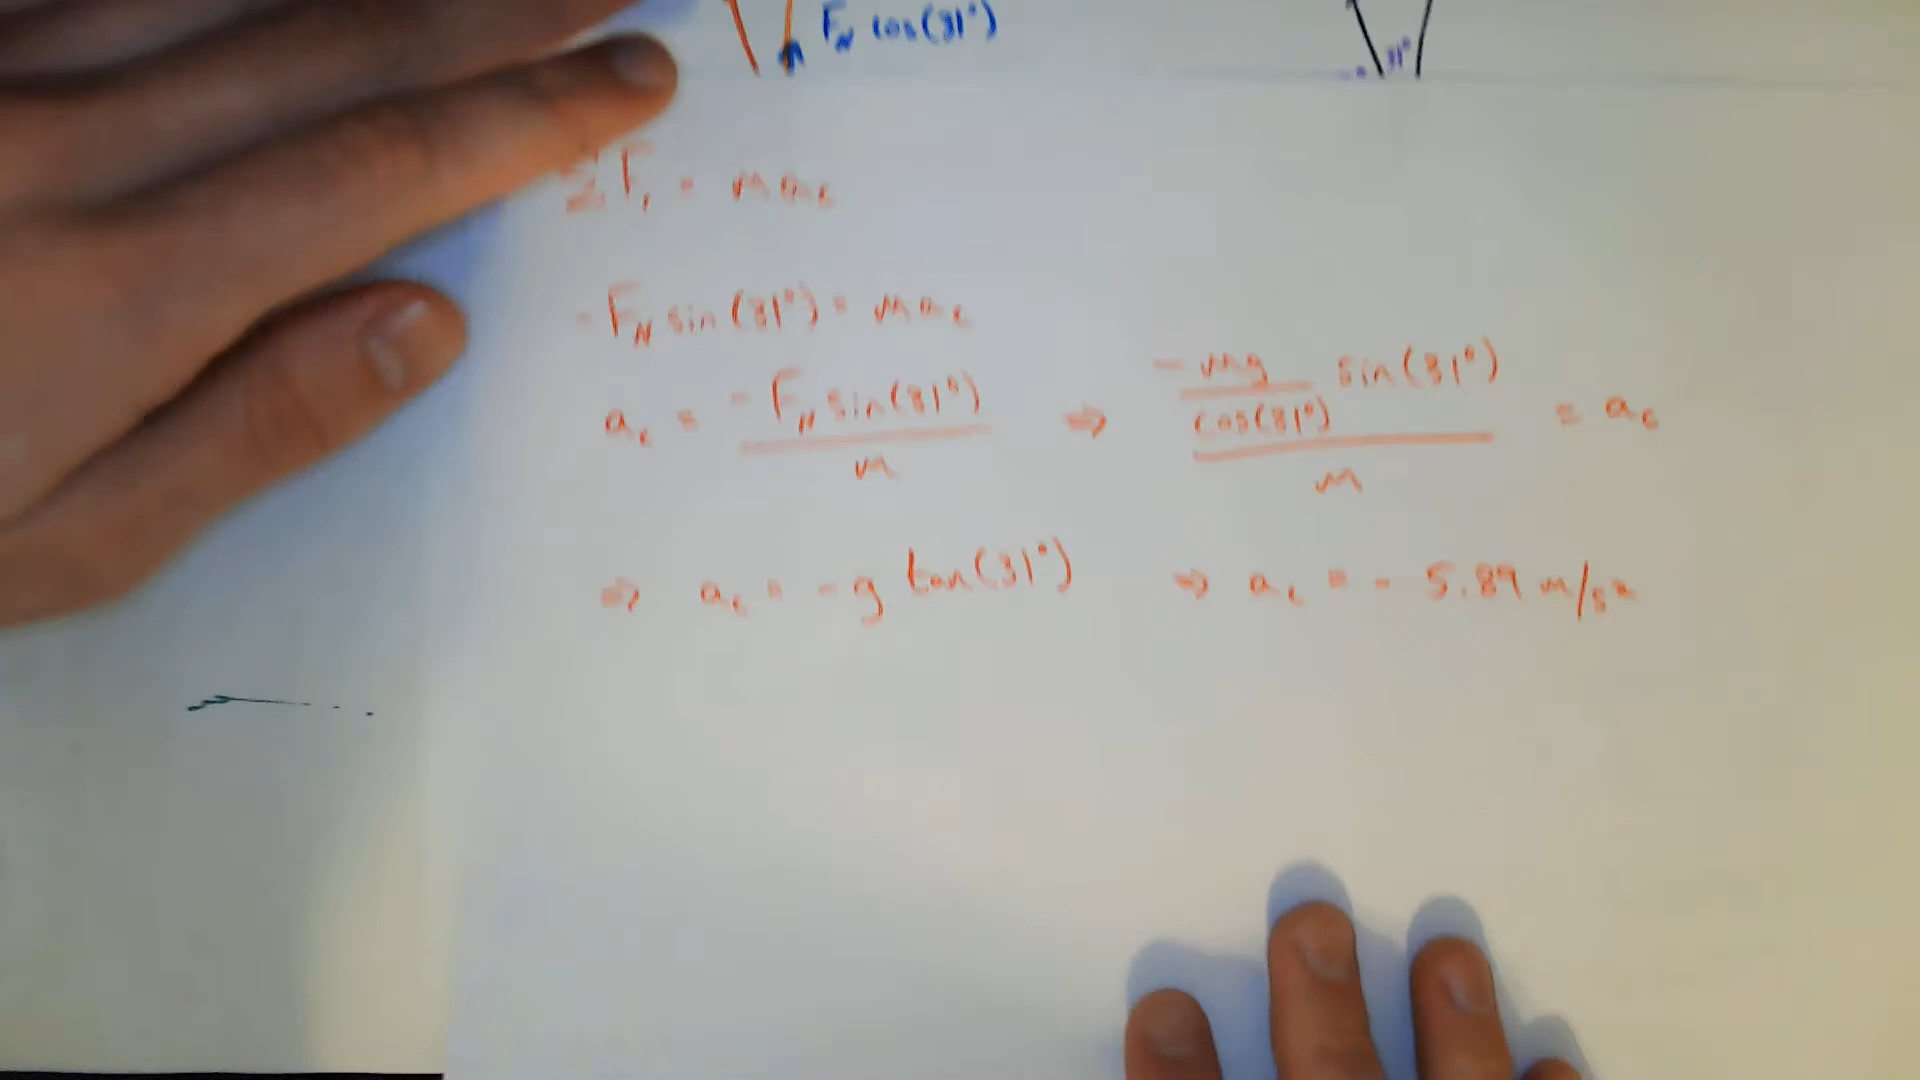 F_N cos(31°)
31°
ΣF_r = ma_c
-F_N sin(31°) = ma_c
a_c = -F_N sin(31°) / m ⇒ (-mg / cos(31°)) sin(31°) / m = a_c
⇒ a_c = -g tan(31°) ⇒ a_c = -5.89 m/s²